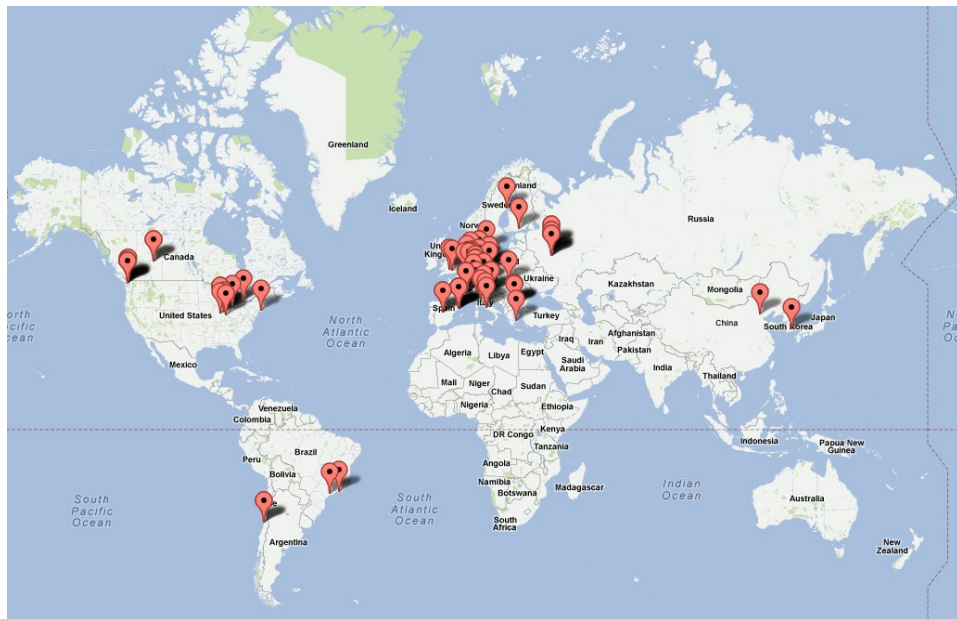 Greenland
Iceland
Russia
Canada
Ukraine
Kazakhstan
Mongolia
United States
North
Atlantic
Ocean
Turkey
China
South Korea
Japan
Iraq
Iran
Afghanistan
Pakistan
Mexico
Algeria
Libya
Egypt
Saudi
Arabia
India
Thailand
Mali
Niger
Chad
Sudan
Nigeria
Ethiopia
Venezuela
Colombia
DR Congo
Kenya
Tanzania
Indonesia
Papua New
Guinea
Peru
Brazil
Bolivia
Angola
Namibia
Botswana
Madagascar
South
Pacific
Ocean
South
Atlantic
Ocean
Indian
Ocean
Australia
South
Africa
Argentina
New
Zealand